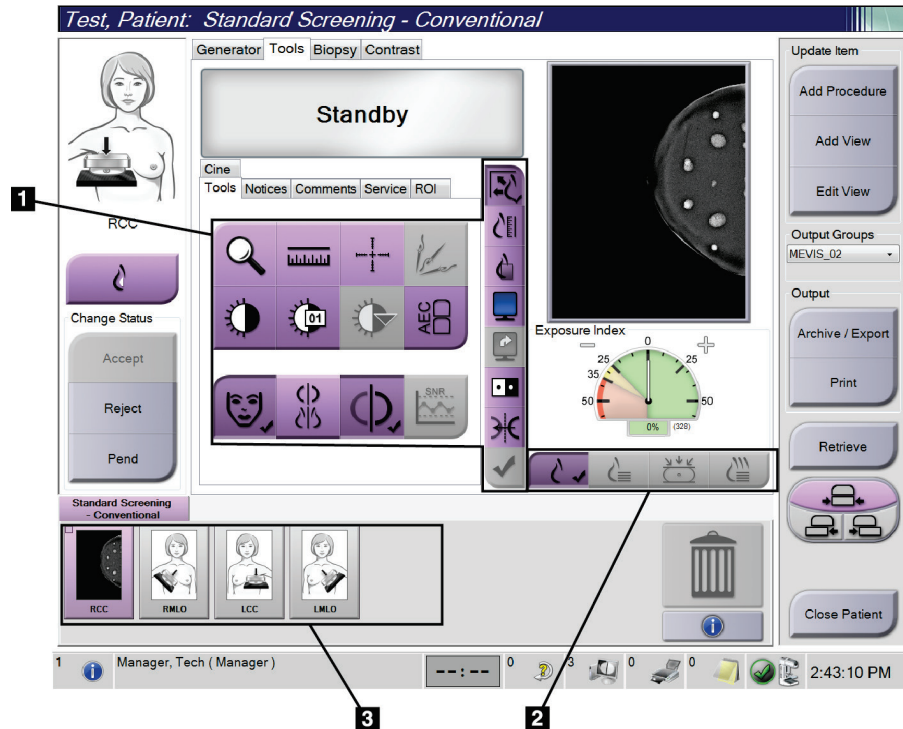 Test, Patient: Standard Screening - Conventional
Generator Tools Biopsy Contrast
Standby
Cine
Tools Notices Comments Service ROI
1
RCC
01
AEC
SNR
Change Status
Accept
Reject
Pend
Exposure Index
0
25 25
35
50 50
0% (328)
Update Item
Add Procedure
Add View
Edit View
Output Groups
MEVIS_02
Output
Archive / Export
Print
Retrieve
Close Patient
Standard Screening
- Conventional
RCC RMLO LCC LMLO
1 Manager, Tech ( Manager ) --:-- 0 3 0 0 2:43:10 PM
3 2